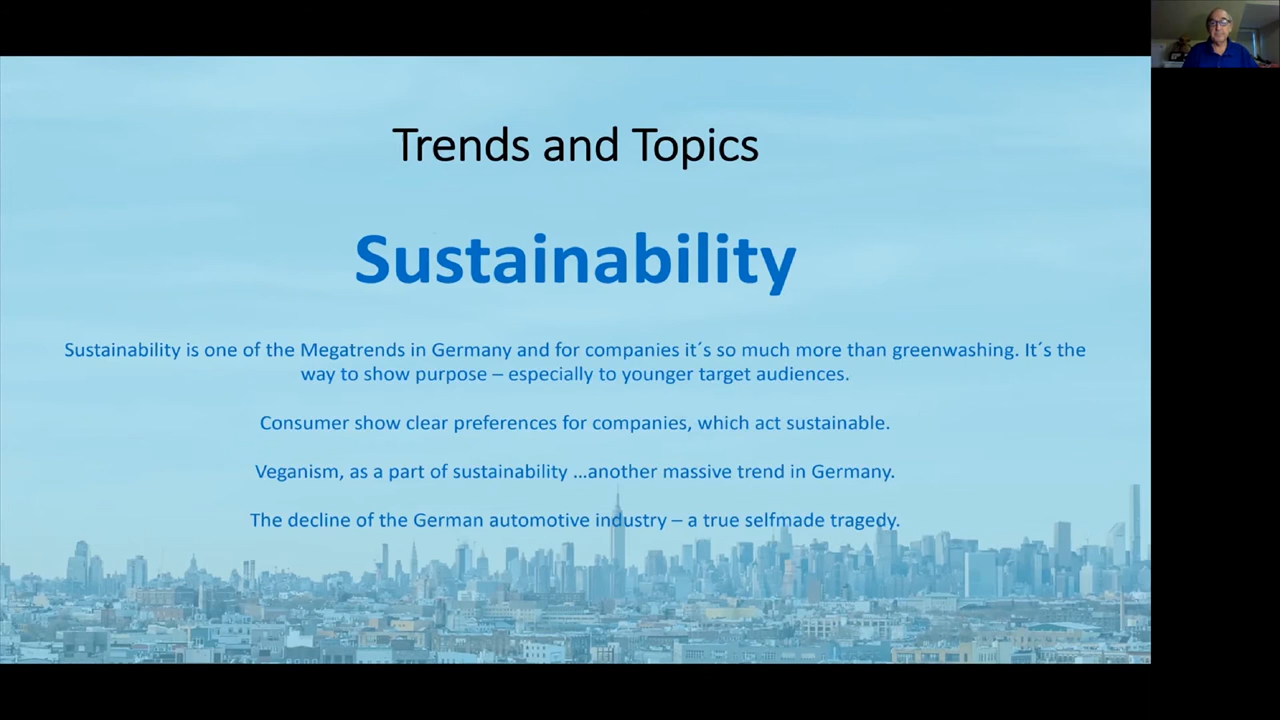 Trends and Topics
Sustainability
Sustainability is one of the Megatrends in Germany and for companies it´s so much more than greenwashing. It´s the
way to show purpose – especially to younger target audiences.
Consumer show clear preferences for companies, which act sustainable.
Veganism, as a part of sustainability …another massive trend in Germany.
The decline of the German automotive industry – a true selfmade tragedy.